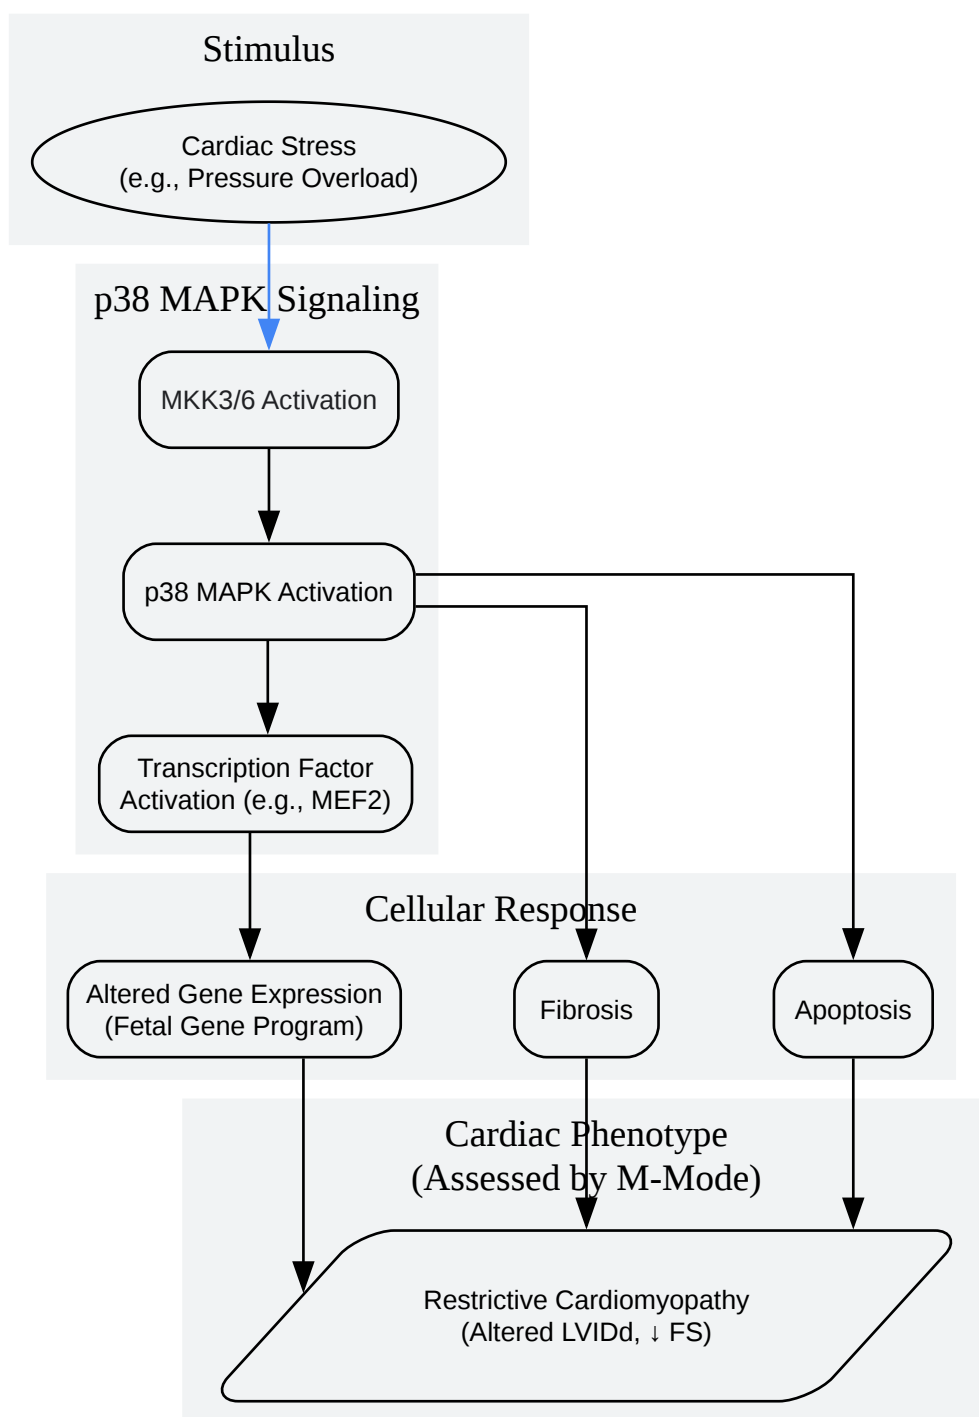 Stimulus
Cardiac Stress
(e.g., Pressure Overload)
p38 MAPK Signaling
MKK3/6 Activation
p38 MAPK Activation
Transcription Factor
Activation (e.g., MEF2)
Cellular Response
Altered Gene Expression
(Fetal Gene Program)
Fibrosis
Apoptosis
Cardiac Phenotype
(Assessed by M-Mode)
Restrictive Cardiomyopathy
(Altered LVIDd, ↓ FS)